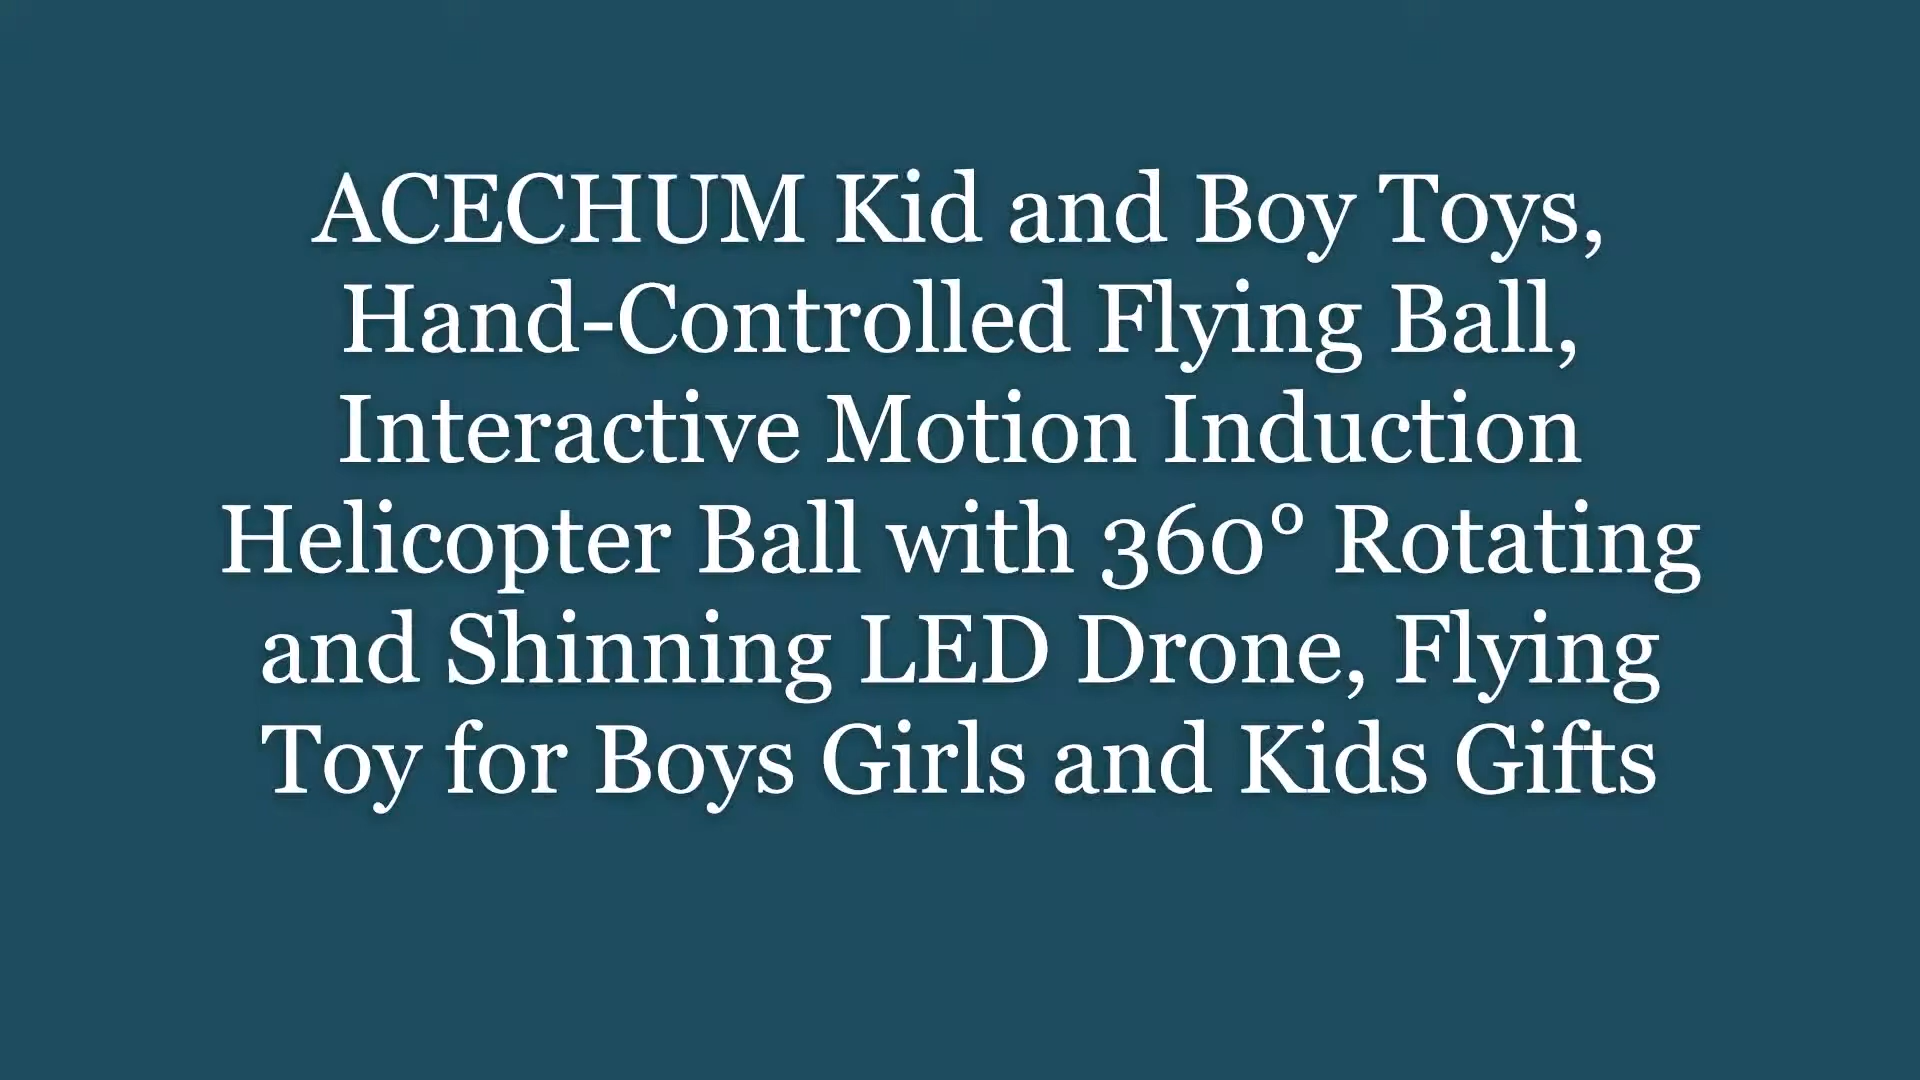 ACECHUM Kid and Boy Toys,
Hand-Controlled Flying Ball,
Interactive Motion Induction
Helicopter Ball with 360° Rotating
and Shinning LED Drone, Flying
Toy for Boys Girls and Kids Gifts